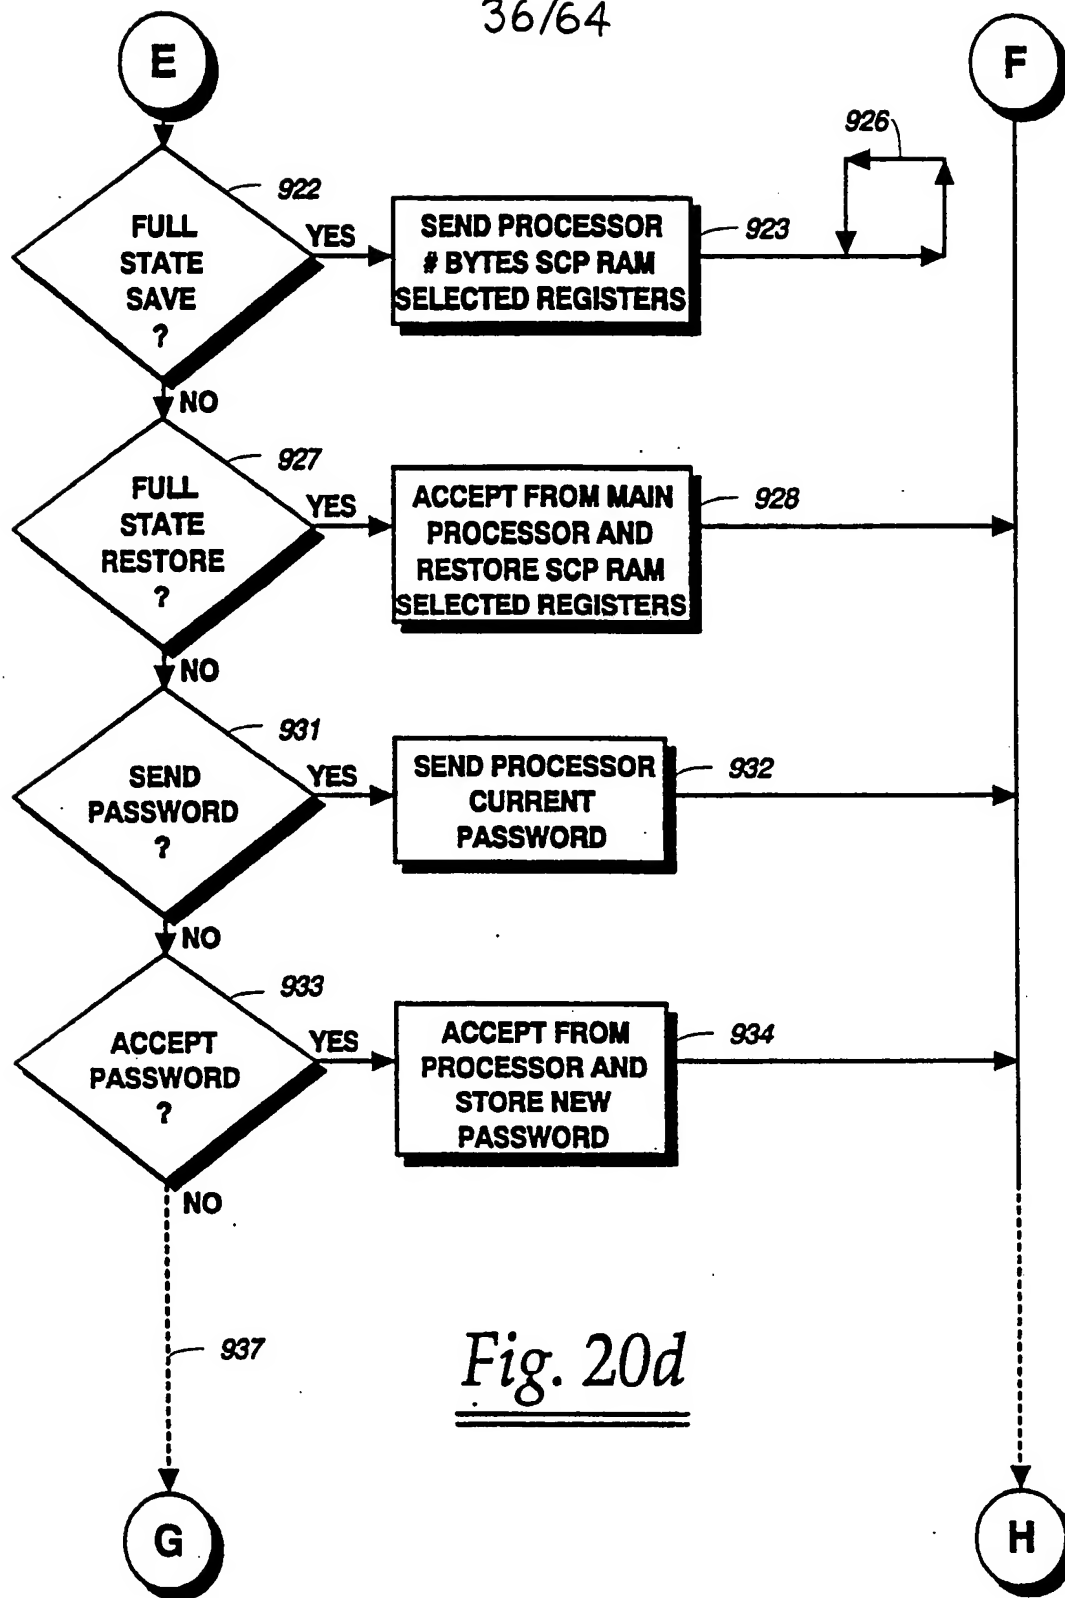 36/64
E
F
926
922
FULL
STATE
SAVE
?
YES
SEND PROCESSOR
# BYTES SCP RAM
SELECTED REGISTERS
923
NO
927
FULL
STATE
RESTORE
?
YES
ACCEPT FROM MAIN
PROCESSOR AND
RESTORE SCP RAM
SELECTED REGISTERS
928
NO
931
SEND
PASSWORD
?
YES
SEND PROCESSOR
CURRENT
PASSWORD
932
NO
933
ACCEPT
PASSWORD
?
YES
ACCEPT FROM
PROCESSOR AND
STORE NEW
PASSWORD
934
NO
937
Fig. 20d
G
H